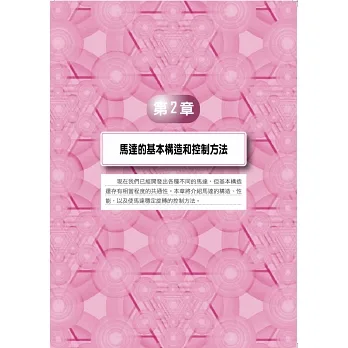 第2章
馬達的基本構造和控制方法
現在我們已經開發出各種不同的馬達，但基本構造
還存有相當程度的共通性。本章將介紹馬達的構造、性
能、以及使馬達穩定旋轉的控制方法。